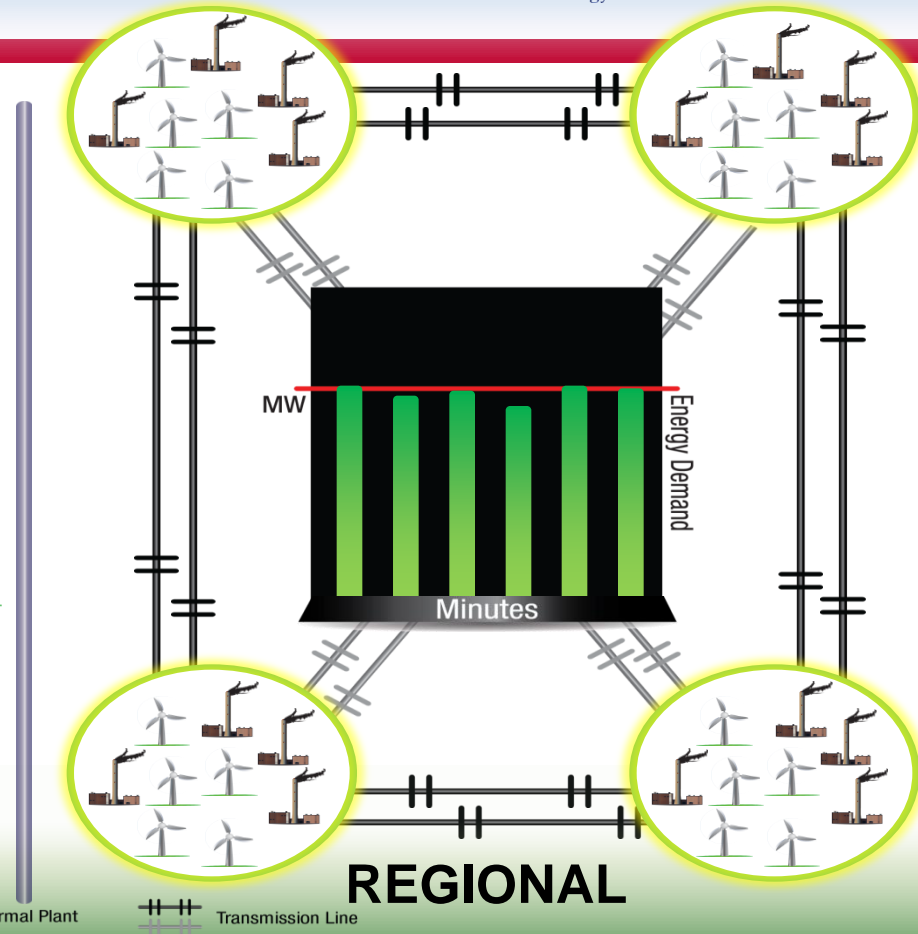 MW
Energy Demand
Minutes
REGIONAL
rmal Plant
Transmission Line